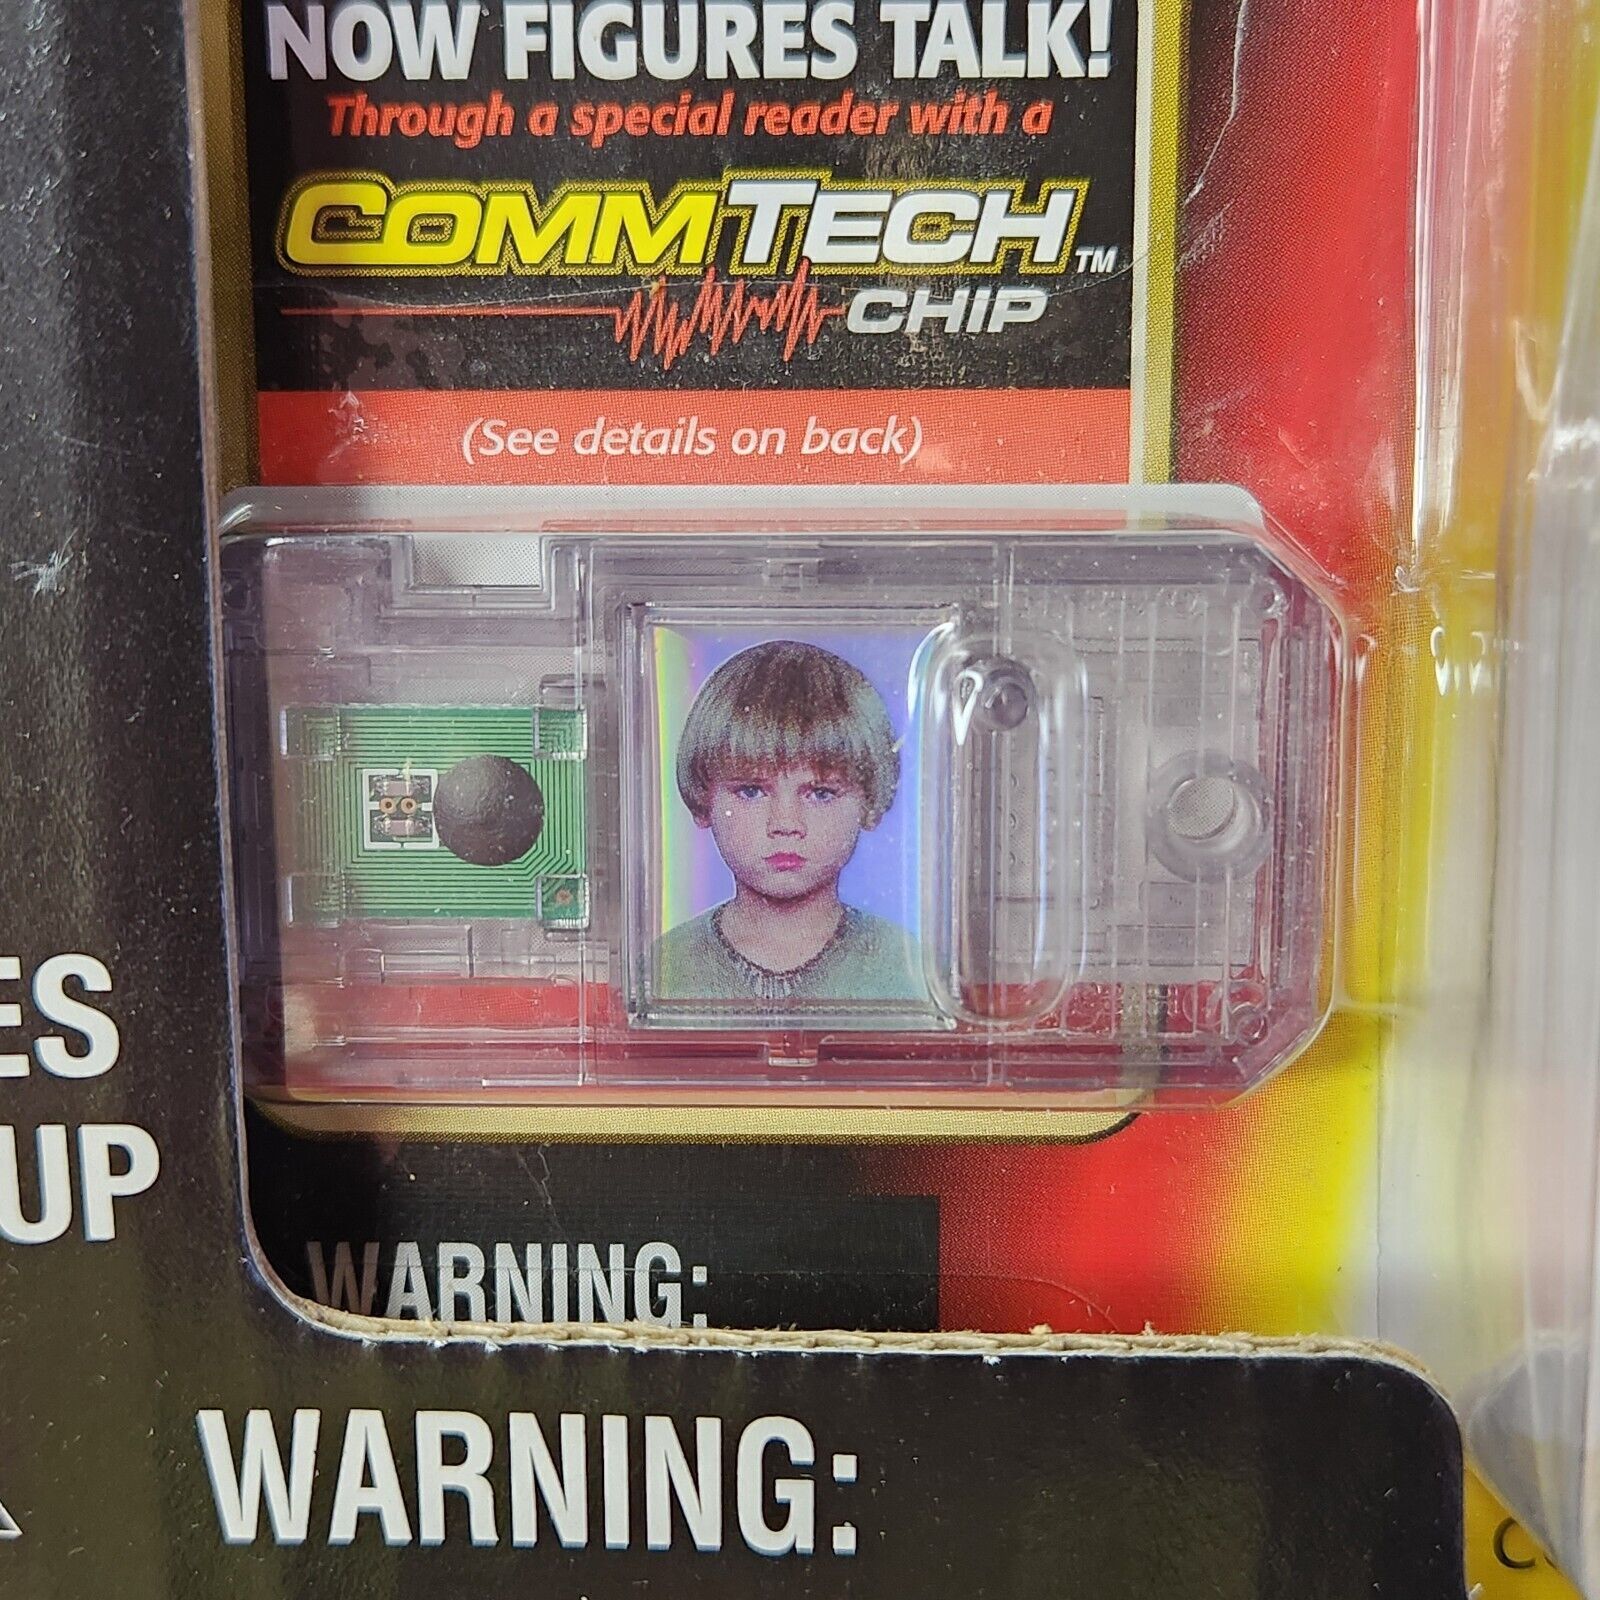 NOW FIGURES TALK!
Through a special reader with a
COMMTECH™
CHIP
(See details on back)
ES
UP
WARNING:
WARNING: